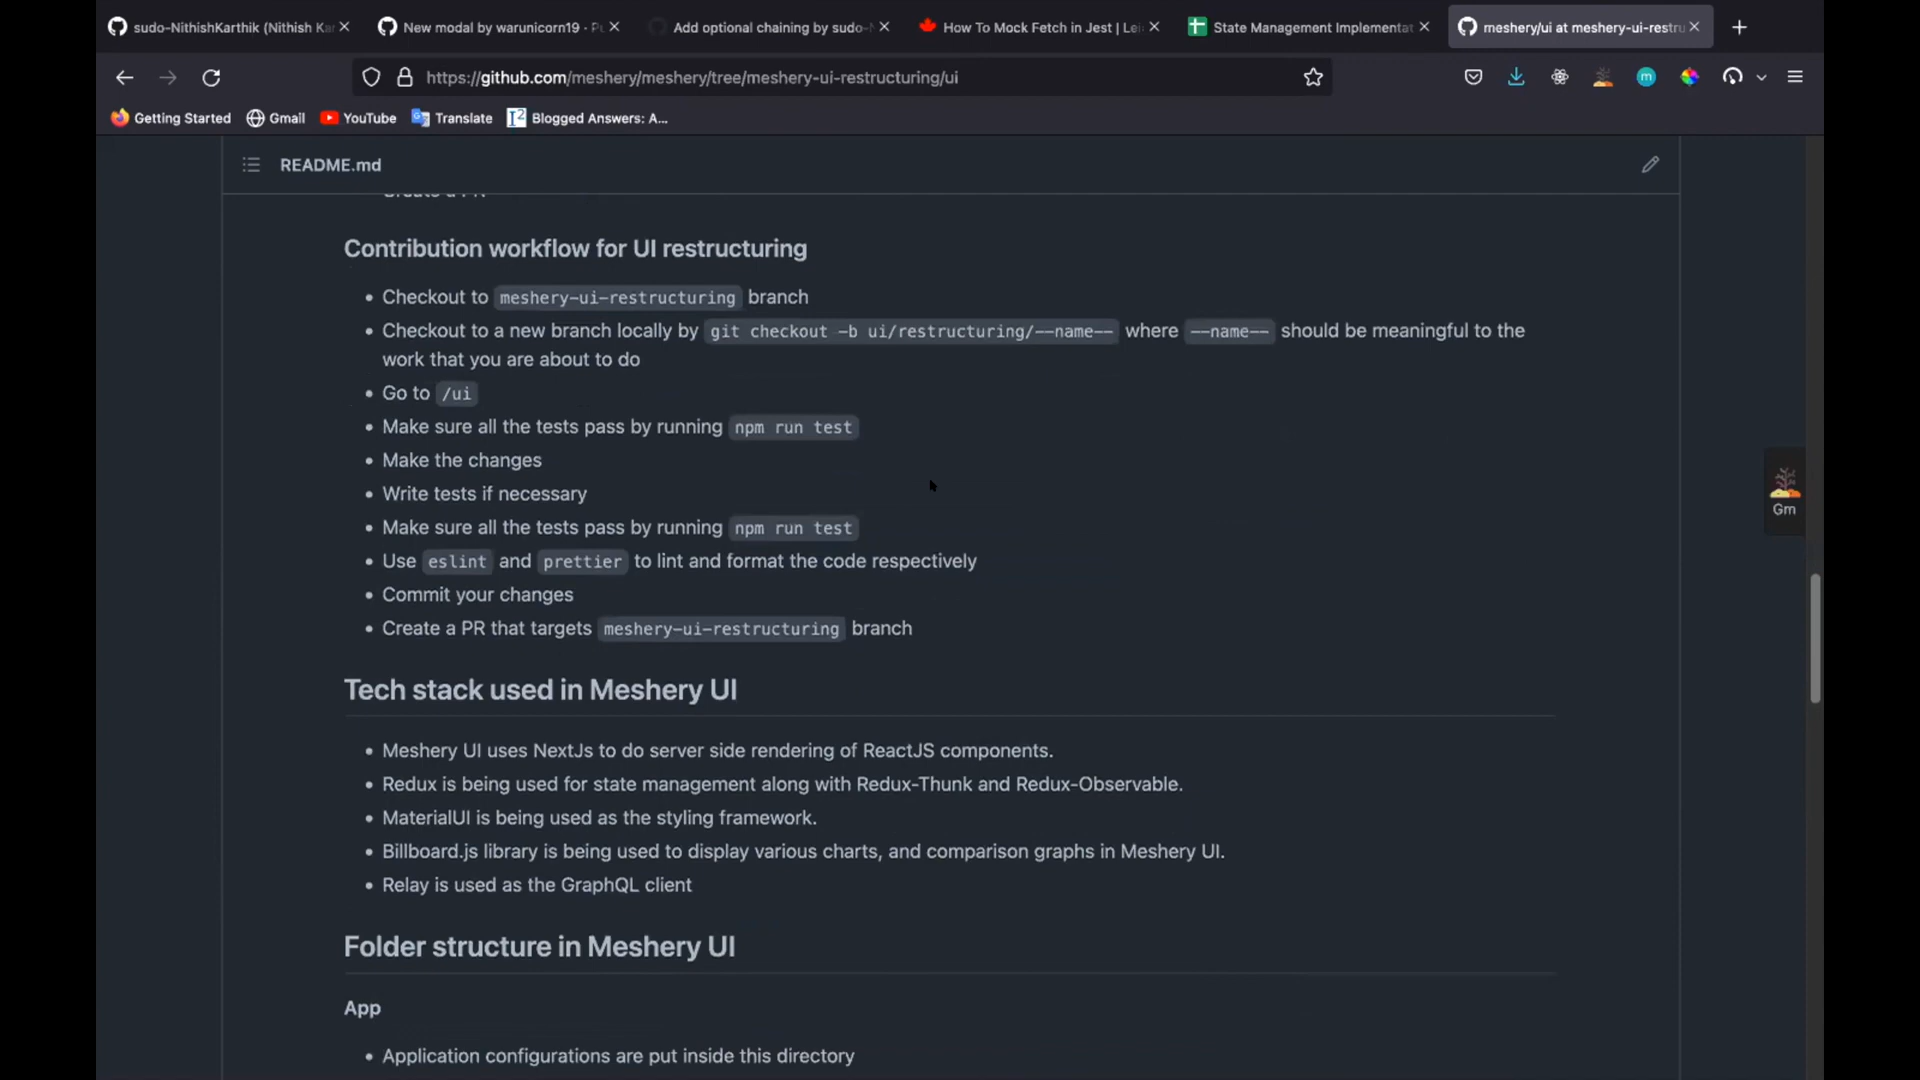 sudo-NithishKarthik (Nithish Ka
New modal by warunicorn19 · Pu
Add optional chaining by sudo-N
How To Mock Fetch in Jest | Lei
State Management Implementat
meshery/ui at meshery-ui-restru
https://github.com/meshery/meshery/tree/meshery-ui-restructuring/ui
Getting Started
Gmail
YouTube
Translate
Blogged Answers: A...
README.md
Create a PR
Contribution workflow for UI restructuring
• Checkout to meshery-ui-restructuring branch
• Checkout to a new branch locally by git checkout -b ui/restructuring/--name-- where --name-- should be meaningful to the
work that you are about to do
• Go to /ui
• Make sure all the tests pass by running npm run test
• Make the changes
• Write tests if necessary
• Make sure all the tests pass by running npm run test
• Use eslint and prettier to lint and format the code respectively
• Commit your changes
• Create a PR that targets meshery-ui-restructuring branch
Gm
Tech stack used in Meshery UI
• Meshery UI uses NextJs to do server side rendering of ReactJS components.
• Redux is being used for state management along with Redux-Thunk and Redux-Observable.
• MaterialUI is being used as the styling framework.
• Billboard.js library is being used to display various charts, and comparison graphs in Meshery UI.
• Relay is used as the GraphQL client
Folder structure in Meshery UI
App
• Application configurations are put inside this directory